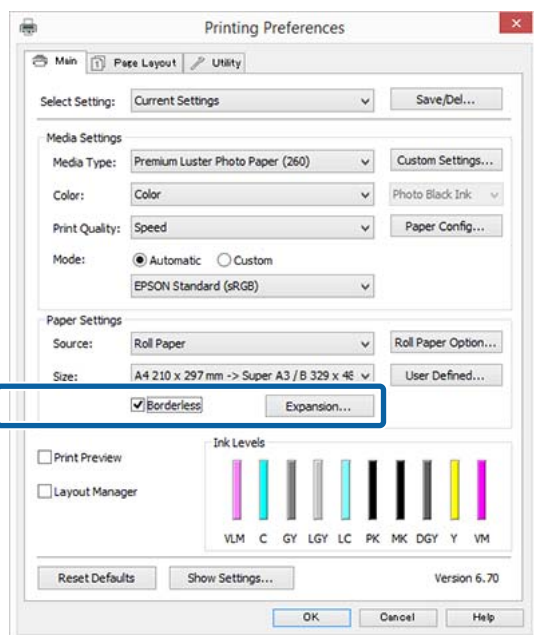 Printing Preferences
Main Page Layout Utility
Select Setting: Current Settings Save/Del...
Media Settings
Media Type: Premium Luster Photo Paper (260) Custom Settings...
Color: Color Photo Black Ink
Print Quality: Speed Paper Config...
Mode: Automatic Custom
EPSON Standard (sRGB)
Paper Settings
Source: Roll Paper Roll Paper Option...
Size: A4 210 x 297 mm -> Super A3 / B 329 x 48 User Defined...
Borderless Expansion...
Ink Levels
Print Preview
Layout Manager
VLM C GY LGY LC PK MK DGY Y VM
Reset Defaults Show Settings... Version 6.70
OK Cancel Help